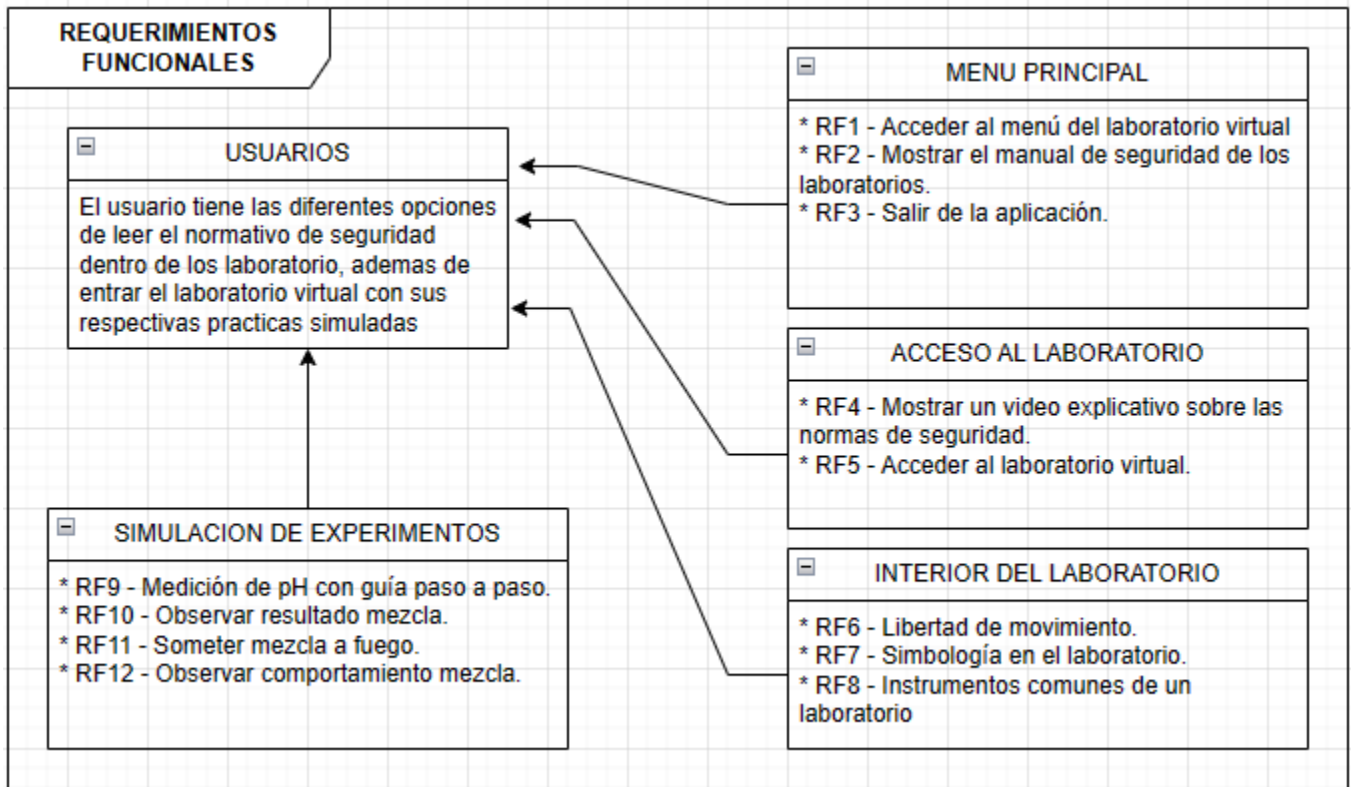 REQUERIMIENTOS
FUNCIONALES
USUARIOS
El usuario tiene las diferentes opciones
de leer el normativo de seguridad
dentro de los laboratorio, ademas de
entrar el laboratorio virtual con sus
respectivas practicas simuladas
MENU PRINCIPAL
* RF1 - Acceder al menú del laboratorio virtual
* RF2 - Mostrar el manual de seguridad de los
laboratorios.
* RF3 - Salir de la aplicación.
ACCESO AL LABORATORIO
* RF4 - Mostrar un video explicativo sobre las
normas de seguridad.
* RF5 - Acceder al laboratorio virtual.
SIMULACION DE EXPERIMENTOS
* RF9 - Medición de pH con guía paso a paso.
* RF10 - Observar resultado mezcla.
* RF11 - Someter mezcla a fuego.
* RF12 - Observar comportamiento mezcla.
INTERIOR DEL LABORATORIO
* RF6 - Libertad de movimiento.
* RF7 - Simbología en el laboratorio.
* RF8 - Instrumentos comunes de un
laboratorio